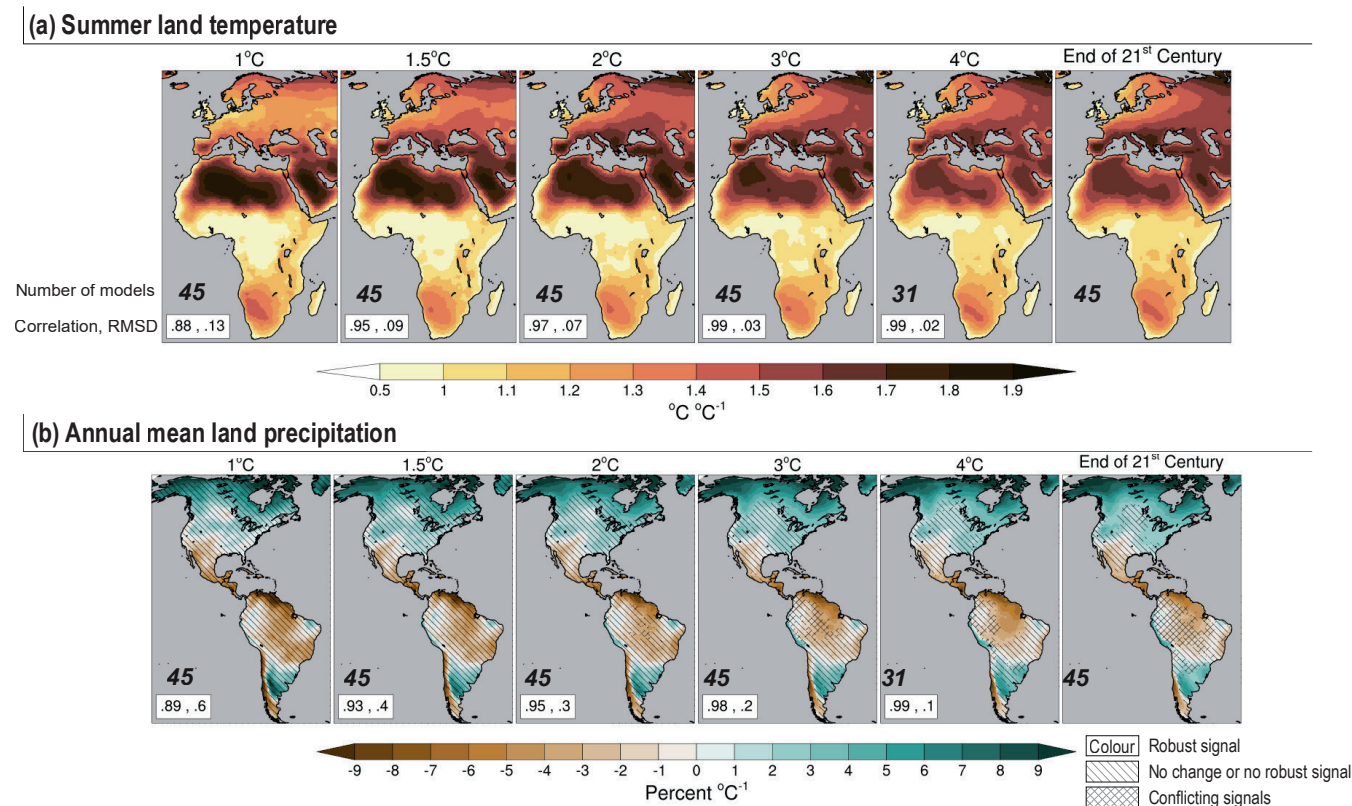 (a) Summer land temperature
1°C 1.5°C 2°C 3°C 4°C End of 21st Century
Number of models 45 45 45 45 31 45
Correlation, RMSD .88 , .13 .95 , .09 .97 , .07 .99 , .03 .99 , .02
0.5 1 1.1 1.2 1.3 1.4 1.5 1.6 1.7 1.8 1.9
°C °C-1
(b) Annual mean land precipitation
1°C 1.5°C 2°C 3°C 4°C End of 21st Century
45 45 45 45 31 45
.89 , .6 .93 , .4 .95 , .3 .98 , .2 .99 , .1
-9 -8 -7 -6 -5 -4 -3 -2 -1 0 1 2 3 4 5 6 7 8 9
Percent °C-1
Colour Robust signal
No change or no robust signal
Conflicting signals